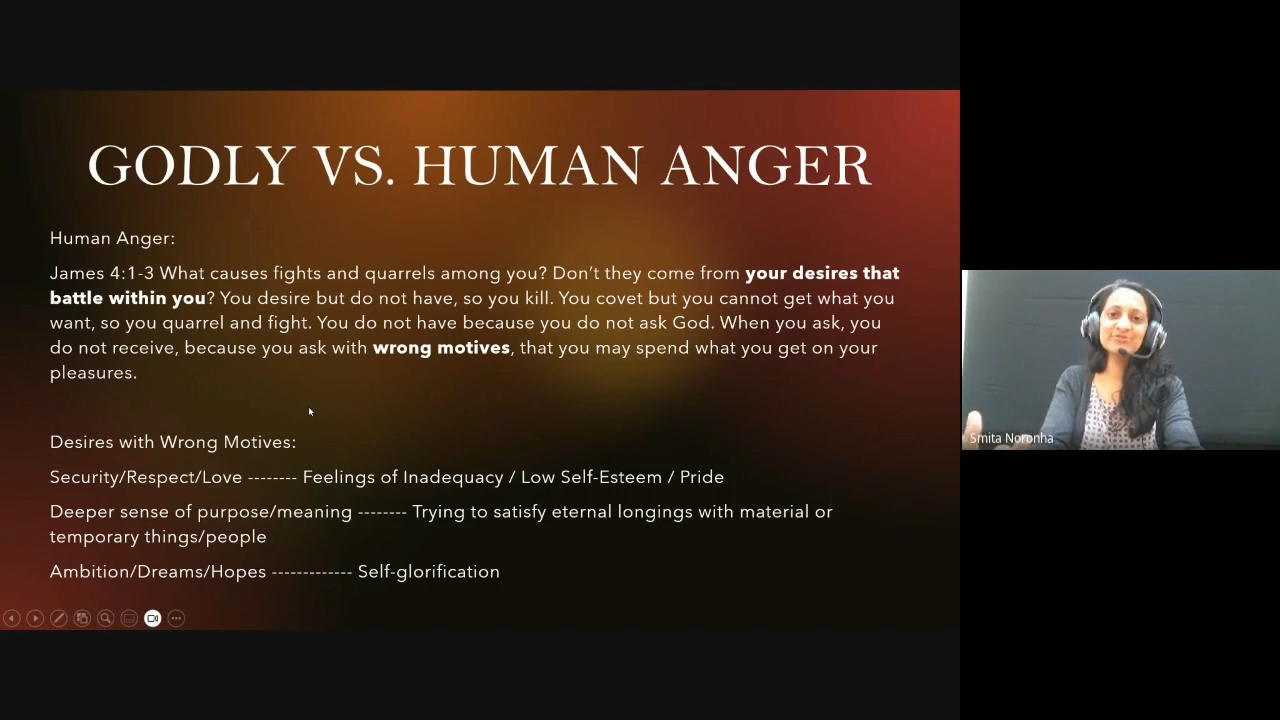 GODLY VS. HUMAN ANGER
Human Anger:
James 4:1-3 What causes fights and quarrels among you? Don’t they come from your desires that
battle within you? You desire but do not have, so you kill. You covet but you cannot get what you
want, so you quarrel and fight. You do not have because you do not ask God. When you ask, you
do not receive, because you ask with wrong motives, that you may spend what you get on your
pleasures.
Desires with Wrong Motives:
Security/Respect/Love -------- Feelings of Inadequacy / Low Self-Esteem / Pride
Deeper sense of purpose/meaning -------- Trying to satisfy eternal longings with material or
temporary things/people
Ambition/Dreams/Hopes ------------- Self-glorification
Smita Noronha